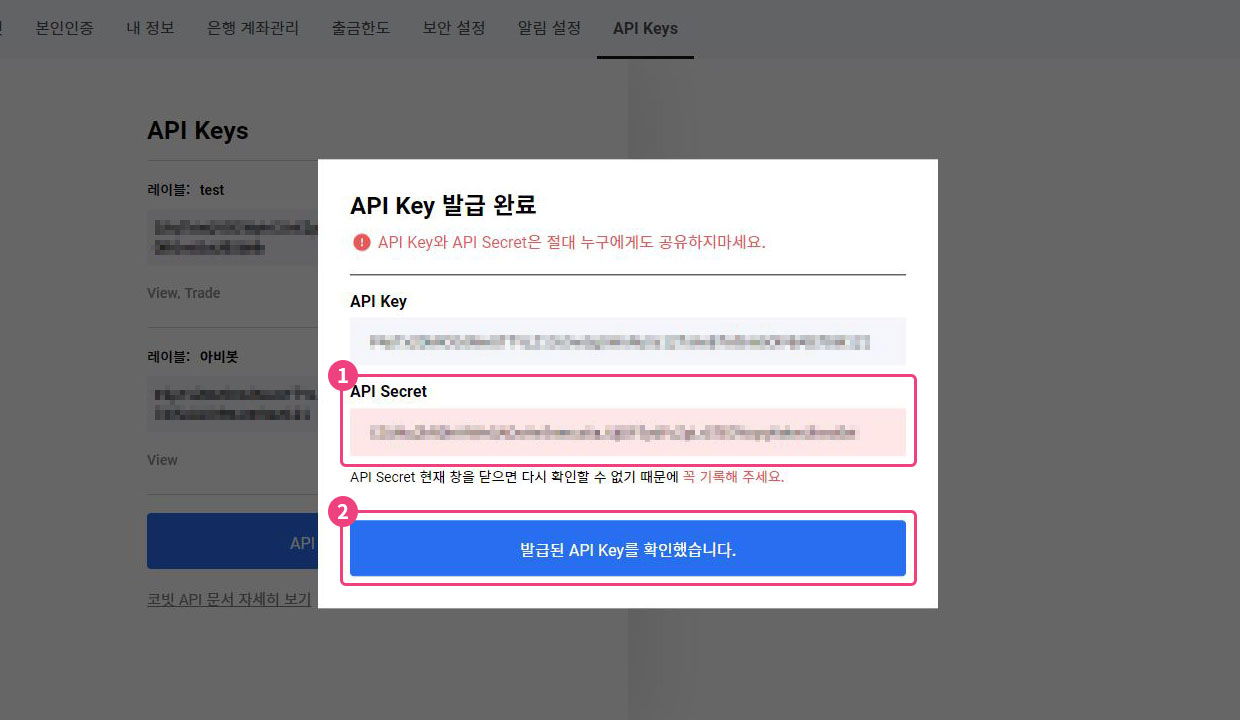 본인인증 내 정보 은행 계좌관리 출금한도 보안 설정 알림 설정 API Keys
API Keys
레이블: test
View, Trade
레이블: 아비봇
View
API
코빗 API 문서 자세히 보기
API Key 발급 완료
! API Key와 API Secret은 절대 누구에게도 공유하지마세요.
API Key
1
API Secret
API Secret 현재 창을 닫으면 다시 확인할 수 없기 때문에 꼭 기록해 주세요.
2
발급된 API Key를 확인했습니다.